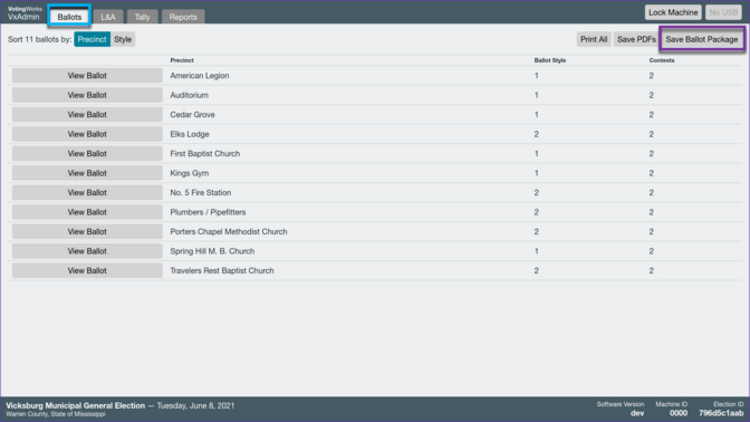 VotingWorks
VxAdmin Ballots L&A Tally Reports Lock Machine No USB
Sort 11 ballots by: Precinct Style Print All Save PDFs Save Ballot Package
Precinct Ballot Style Contests
View Ballot American Legion 1 2
View Ballot Auditorium 1 2
View Ballot Cedar Grove 1 2
View Ballot Elks Lodge 2 2
View Ballot First Baptist Church 1 2
View Ballot Kings Gym 1 2
View Ballot No. 5 Fire Station 2 2
View Ballot Plumbers / Pipefitters 2 2
View Ballot Porters Chapel Methodist Church 2 2
View Ballot Spring Hill M. B. Church 1 2
View Ballot Travelers Rest Baptist Church 2 2
Vicksburg Municipal General Election — Tuesday, June 8, 2021 Software Version Machine ID Election ID
Warren County, State of Mississippi dev 0000 796d5c1aab